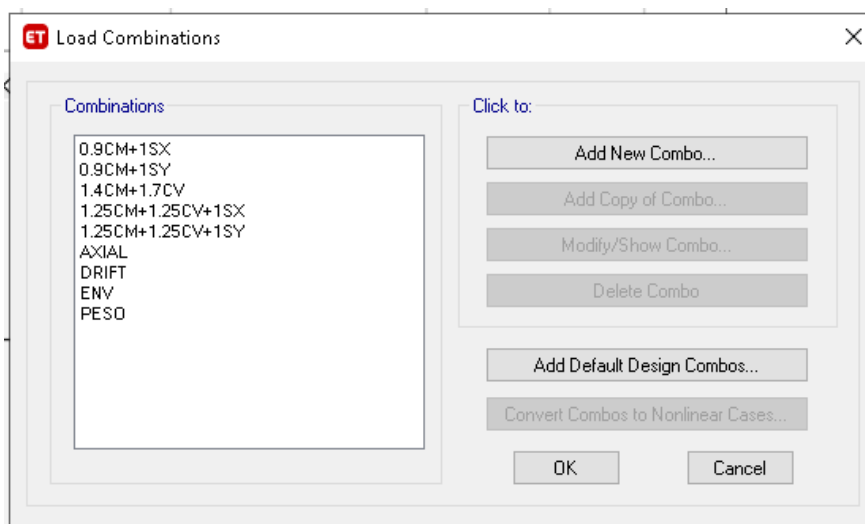 ET Load Combinations
Combinations
0.9CM+1SX
0.9CM+1SY
1.4CM+1.7CV
1.25CM+1.25CV+1SX
1.25CM+1.25CV+1SY
AXIAL
DRIFT
ENV
PESO
Click to:
Add New Combo...
Add Copy of Combo...
Modify/Show Combo...
Delete Combo
Add Default Design Combos...
Convert Combos to Nonlinear Cases...
OK
Cancel